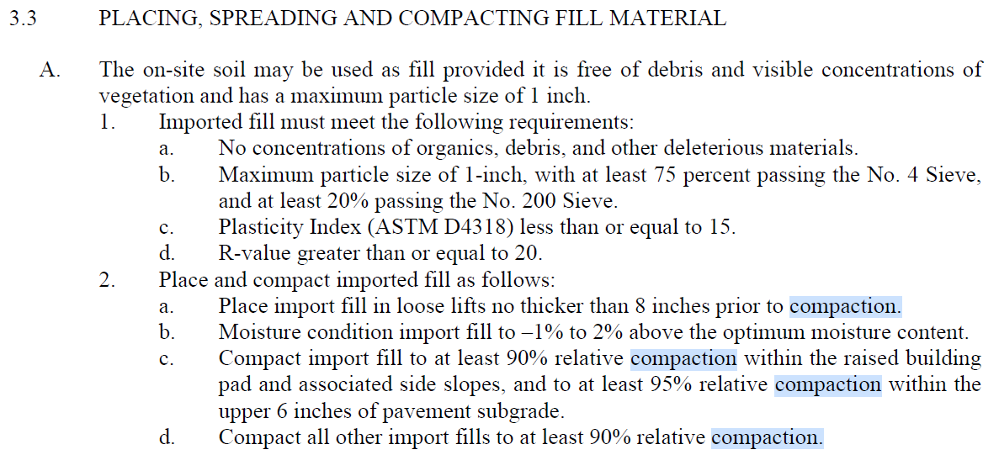 3.3 PLACING, SPREADING AND COMPACTING FILL MATERIAL
A. The on-site soil may be used as fill provided it is free of debris and visible concentrations of
vegetation and has a maximum particle size of 1 inch.
1. Imported fill must meet the following requirements:
a. No concentrations of organics, debris, and other deleterious materials.
b. Maximum particle size of 1-inch, with at least 75 percent passing the No. 4 Sieve,
and at least 20% passing the No. 200 Sieve.
c. Plasticity Index (ASTM D4318) less than or equal to 15.
d. R-value greater than or equal to 20.
2. Place and compact imported fill as follows:
a. Place import fill in loose lifts no thicker than 8 inches prior to compaction.
b. Moisture condition import fill to –1% to 2% above the optimum moisture content.
c. Compact import fill to at least 90% relative compaction within the raised building
pad and associated side slopes, and to at least 95% relative compaction within the
upper 6 inches of pavement subgrade.
d. Compact all other import fills to at least 90% relative compaction.